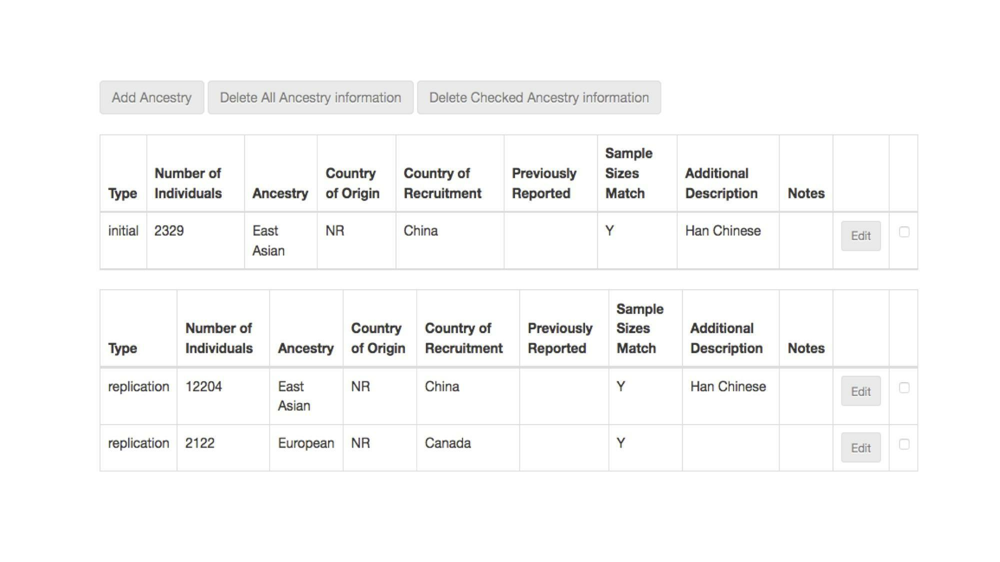 Add Ancestry Delete All Ancestry information Delete Checked Ancestry information
Type Number of Individuals Ancestry Country of Origin Country of Recruitment Previously Reported Sample Sizes Match Additional Description Notes
initial 2329 East Asian NR China Y Han Chinese Edit
Type Number of Individuals Ancestry Country of Origin Country of Recruitment Previously Reported Sample Sizes Match Additional Description Notes
replication 12204 East Asian NR China Y Han Chinese Edit
replication 2122 European NR Canada Y Edit